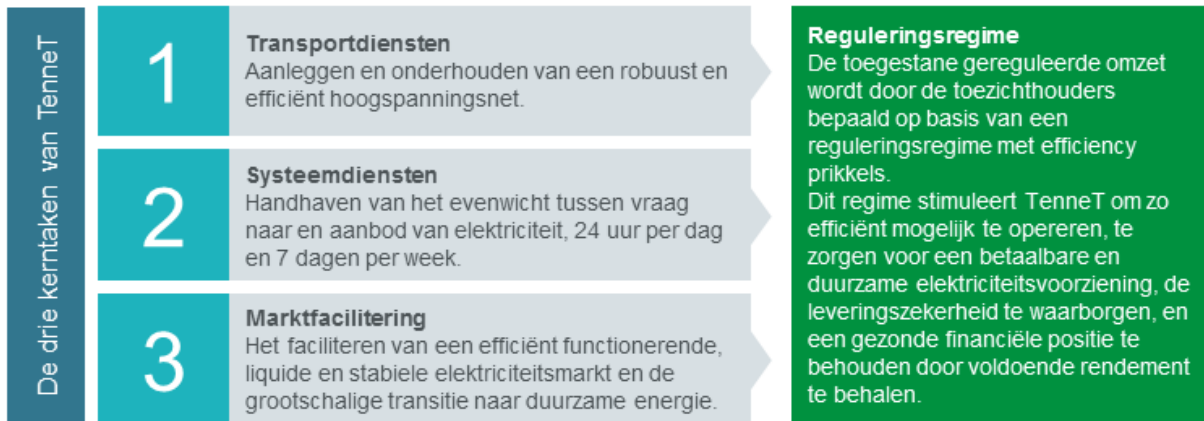 De drie kerntaken van TenneT
1
Transportdiensten
Aanleggen en onderhouden van een robuust en
efficiënt hoogspanningsnet.
2
Systeemdiensten
Handhaven van het evenwicht tussen vraag
naar en aanbod van elektriciteit, 24 uur per dag
en 7 dagen per week.
3
Marktfacilitering
Het faciliteren van een efficiënt functionerende,
liquide en stabiele elektriciteitsmarkt en de
grootschalige transitie naar duurzame energie.
Reguleringsregime
De toegestane gereguleerde omzet
wordt door de toezichthouders
bepaald op basis van een
reguleringsregime met efficiency
prikkels.
Dit regime stimuleert TenneT om zo
efficiënt mogelijk te opereren, te
zorgen voor een betaalbare en
duurzame elektriciteitsvoorziening, de
leveringszekerheid te waarborgen, en
een gezonde financiële positie te
behouden door voldoende rendement
te behalen.